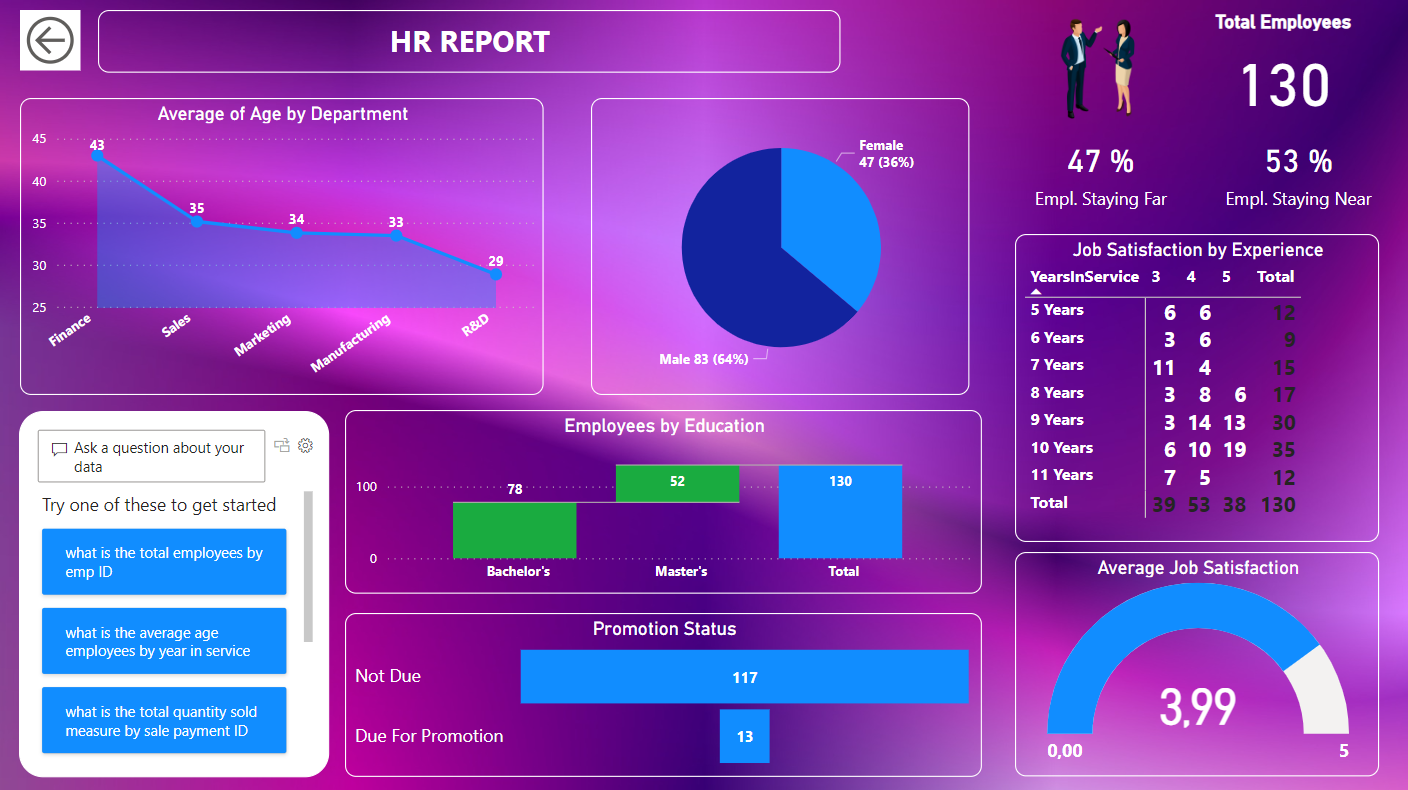 HR REPORT
Total Employees
130
47 %
Empl. Staying Far
53 %
Empl. Staying Near
Average of Age by Department
45
40
35
30
25
43
35
34
33
29
Finance
Sales
Marketing
Manufacturing
R&D
Female
47 (36%)
Male 83 (64%)
Job Satisfaction by Experience
YearsInService 3 4 5 Total
5 Years 6 6 12
6 Years 3 6 9
7 Years 11 4 15
8 Years 3 8 6 17
9 Years 3 14 13 30
10 Years 6 10 19 35
11 Years 7 5 12
Total 39 53 38 130
Ask a question about your
data
Try one of these to get started
what is the total employees by
emp ID
what is the average age
employees by year in service
what is the total quantity sold
measure by sale payment ID
Employees by Education
100
0
78
52
130
Bachelor's
Master's
Total
Promotion Status
Not Due 117
Due For Promotion 13
Average Job Satisfaction
3,99
0,00
5